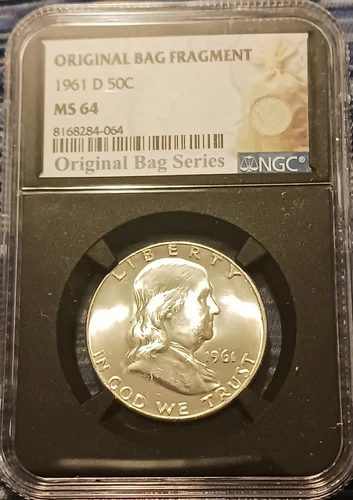 ORIGINAL BAG FRAGMENT
1961 D 50C
MS 64
8168284-064
Original Bag Series
NGC®
LIBERTY
1961
IN GOD WE TRUST